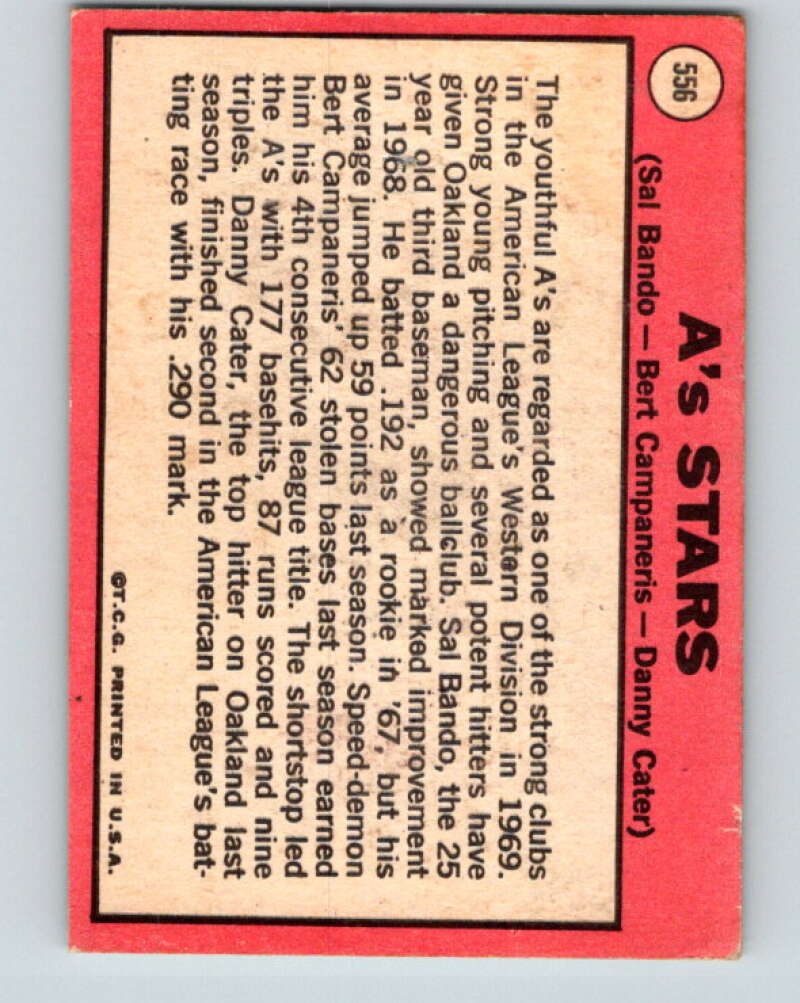 556
A's STARS
(Sal Bando — Bert Campaneris — Danny Cater)
The youthful A's are regarded as one of the strong clubs
in the American League's Western Division in 1969.
Strong young pitching and several potent hitters have
given Oakland a dangerous ballclub. Sal Bando, the 25
year old third baseman, showed marked improvement
in 1968. He batted .192 as a rookie in '67, but his
average jumped up 59 points last season. Speed-demon
Bert Campaneris' 62 stolen bases last season earned
him his 4th consecutive league title. The shortstop led
the A's with 177 basehits, 87 runs scored and nine
triples. Danny Cater, the top hitter on Oakland last
season, finished second in the American League's bat-
ting race with his .290 mark.
©T.C.G. PRINTED IN U.S.A.